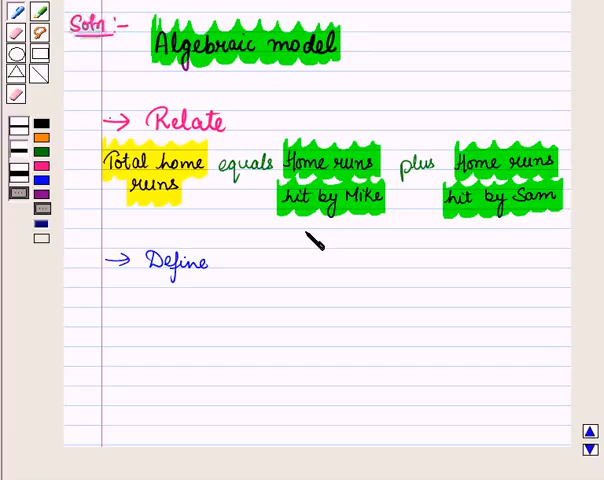 Soln :-
Algebraic model
→ Relate
Total home runs equals Home runs hit by Mike plus Home runs hit by Sam
→ Define